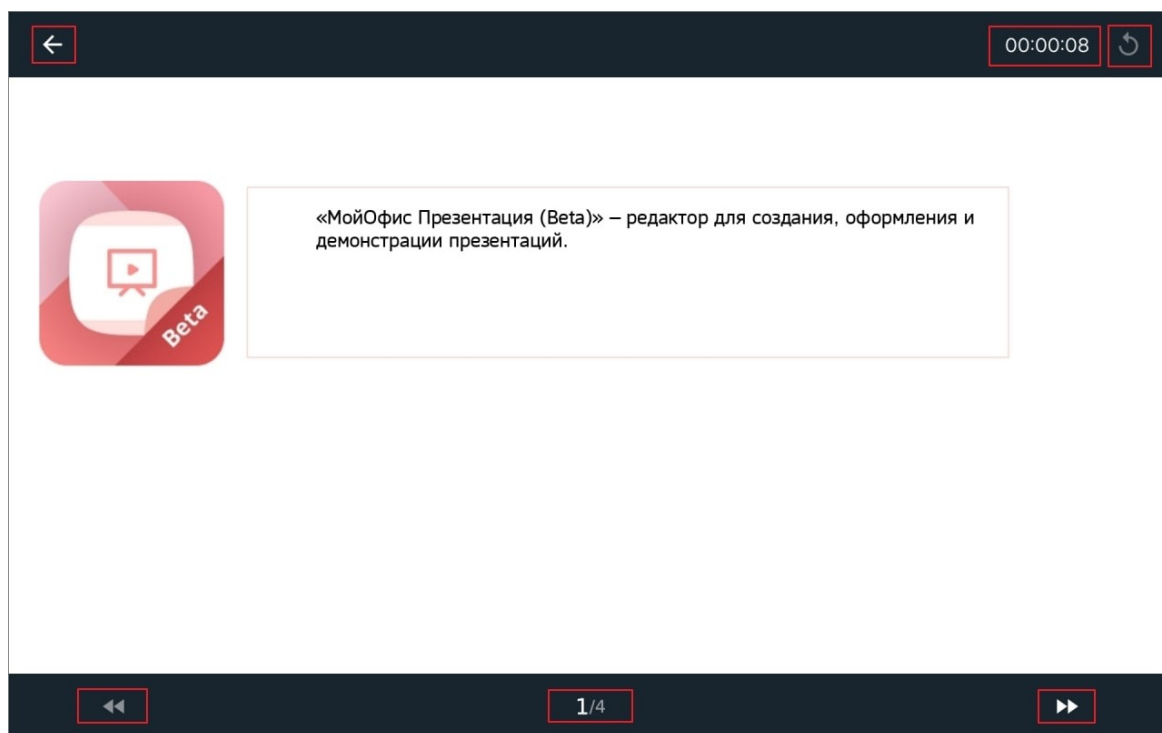 00:00:08
«МойОфис Презентация (Beta)» – редактор для создания, оформления и
демонстрации презентаций.
Beta
1/4